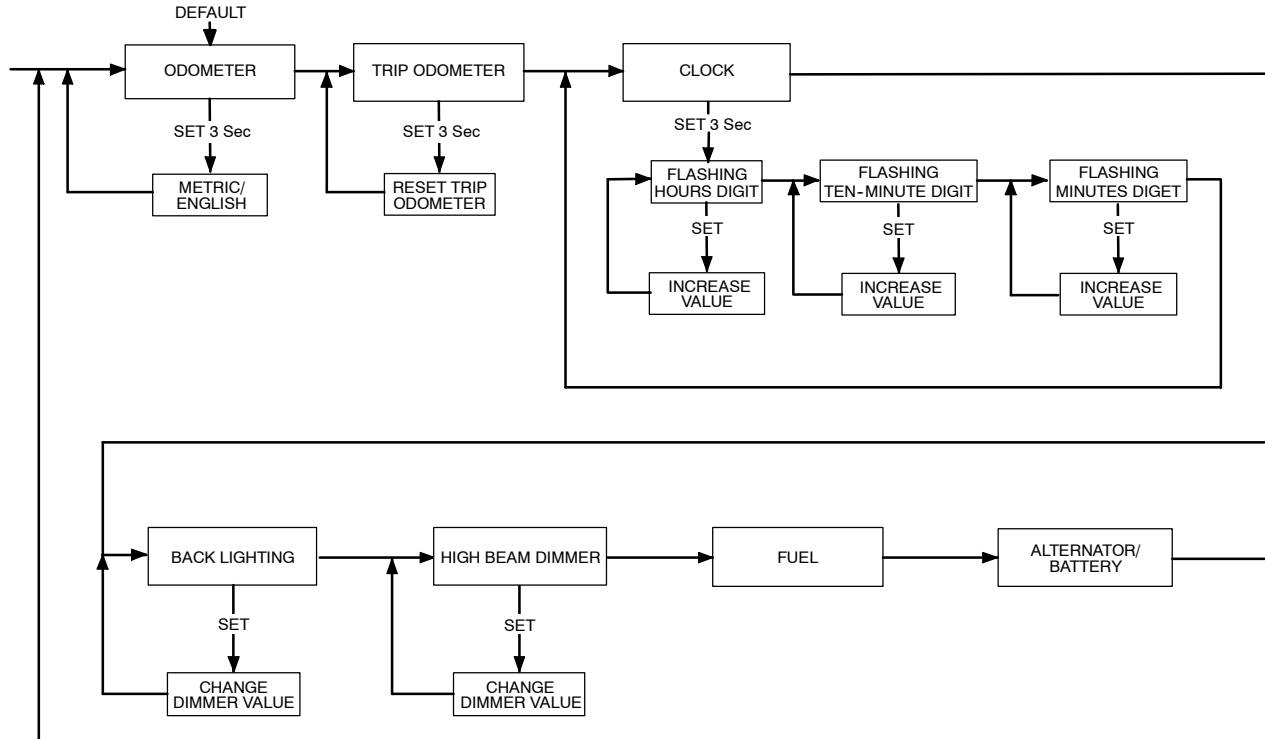 DEFAULT
ODOMETER
TRIP ODOMETER
CLOCK
SET 3 Sec
SET 3 Sec
SET 3 Sec
METRIC/
ENGLISH
RESET TRIP
ODOMETER
FLASHING
HOURS DIGIT
FLASHING
TEN-MINUTE DIGIT
FLASHING
MINUTES DIGET
SET
SET
SET
INCREASE
VALUE
INCREASE
VALUE
INCREASE
VALUE
BACK LIGHTING
HIGH BEAM DIMMER
FUEL
ALTERNATOR/
BATTERY
SET
SET
CHANGE
DIMMER VALUE
CHANGE
DIMMER VALUE